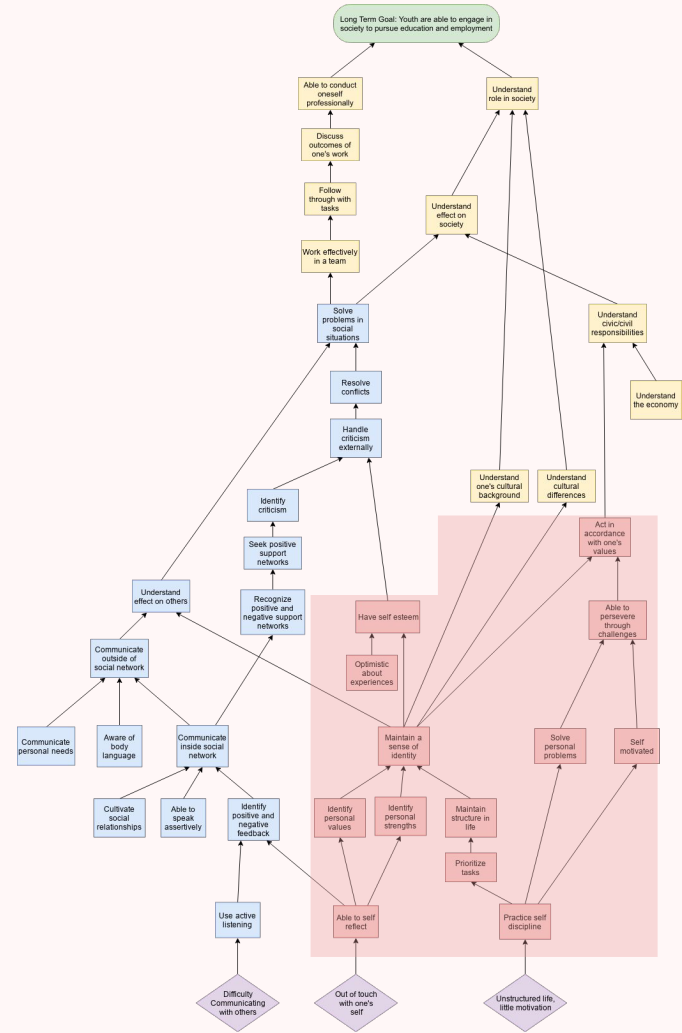 Long Term Goal: Youth are able to engage in
society to pursue education and employment
Able to conduct
oneself
professionally
Understand
role in society
Discuss
outcomes of
one's work
Follow
through with
tasks
Understand
effect on
society
Work effectively
in a team
Solve
problems in
social
situations
Understand
civic/civil
responsibilities
Resolve
conflicts
Understand
the economy
Handle
criticism
externally
Understand
one's cultural
background
Understand
cultural
differences
Identify
criticism
Act in
accordance
with one's
values
Seek positive
support
networks
Understand
effect on others
Recognize
positive and
negative support
networks
Have self esteem
Able to
persevere
through
challenges
Communicate
outside of
social network
Optimistic
about
experiences
Communicate
personal needs
Aware of
body
language
Communicate
inside social
network
Maintain a
sense of
identity
Solve
personal
problems
Self
motivated
Cultivate
social
relationships
Able to
speak
assertively
Identify
positive and
negative
feedback
Identify
personal
values
Identify
personal
strengths
Maintain
structure in
life
Prioritize
tasks
Use active
listening
Able to self
reflect
Practice self
discipline
Difficulty
Communicating
with others
Out of touch
with one's
self
Unstructured life,
little motivation